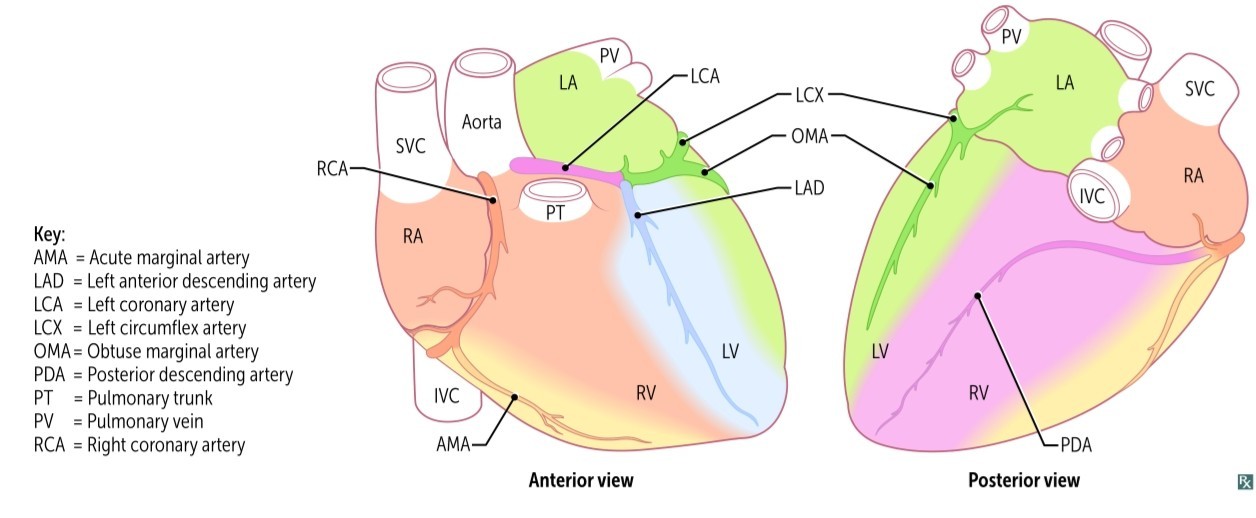 PV
LA
LCA
Aorta
SVC
RCA
PT
RA
IVC
AMA
RV
LV
LCX
OMA
LAD
PV
LA
SVC
RA
IVC
LV
RV
PDA
Key:
AMA = Acute marginal artery
LAD = Left anterior descending artery
LCA = Left coronary artery
LCX = Left circumflex artery
OMA = Obtuse marginal artery
PDA = Posterior descending artery
PT = Pulmonary trunk
PV = Pulmonary vein
RCA = Right coronary artery
Anterior view
Posterior view
Rx